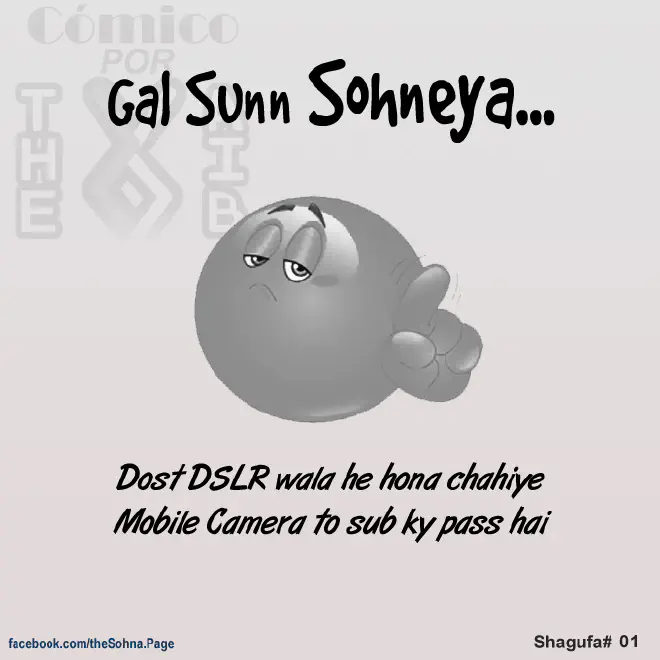 Cómico
POR
THE
IB
Gal Sunn Sohneya...
Dost DSLR wala he hona chahiye
Mobile Camera to sub ky pass hai
facebook.com/theSohna.Page
Shagufa# 01